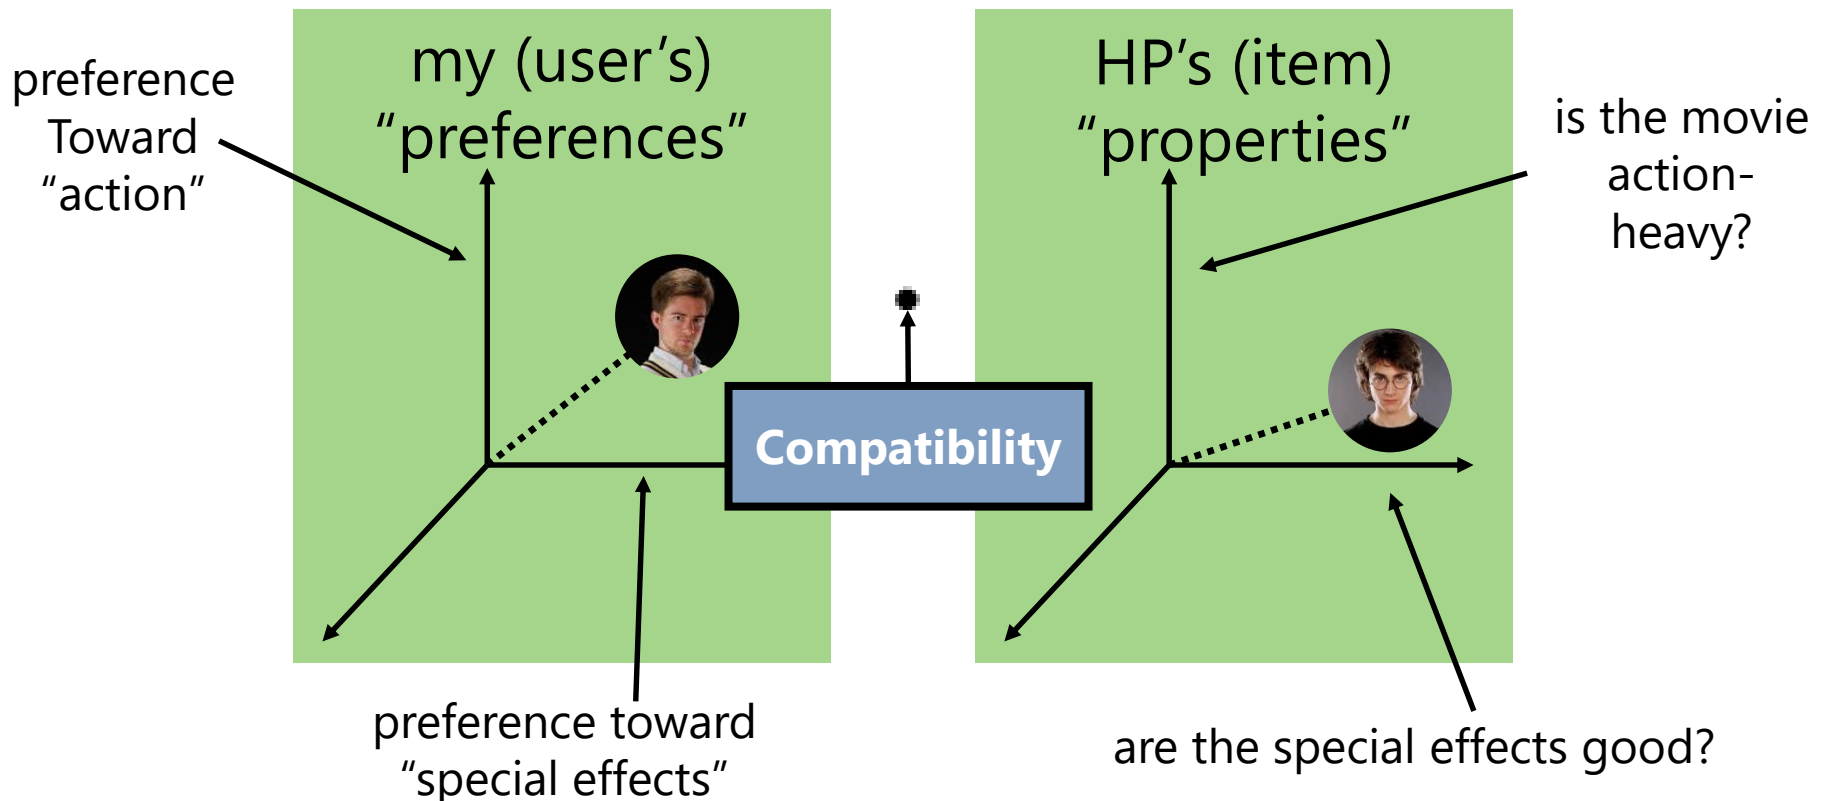 preference
Toward
“action”
my (user’s)
“preferences”
HP’s (item)
“properties”
is the movie
action-
heavy?
Compatibility
preference toward
“special effects”
are the special effects good?